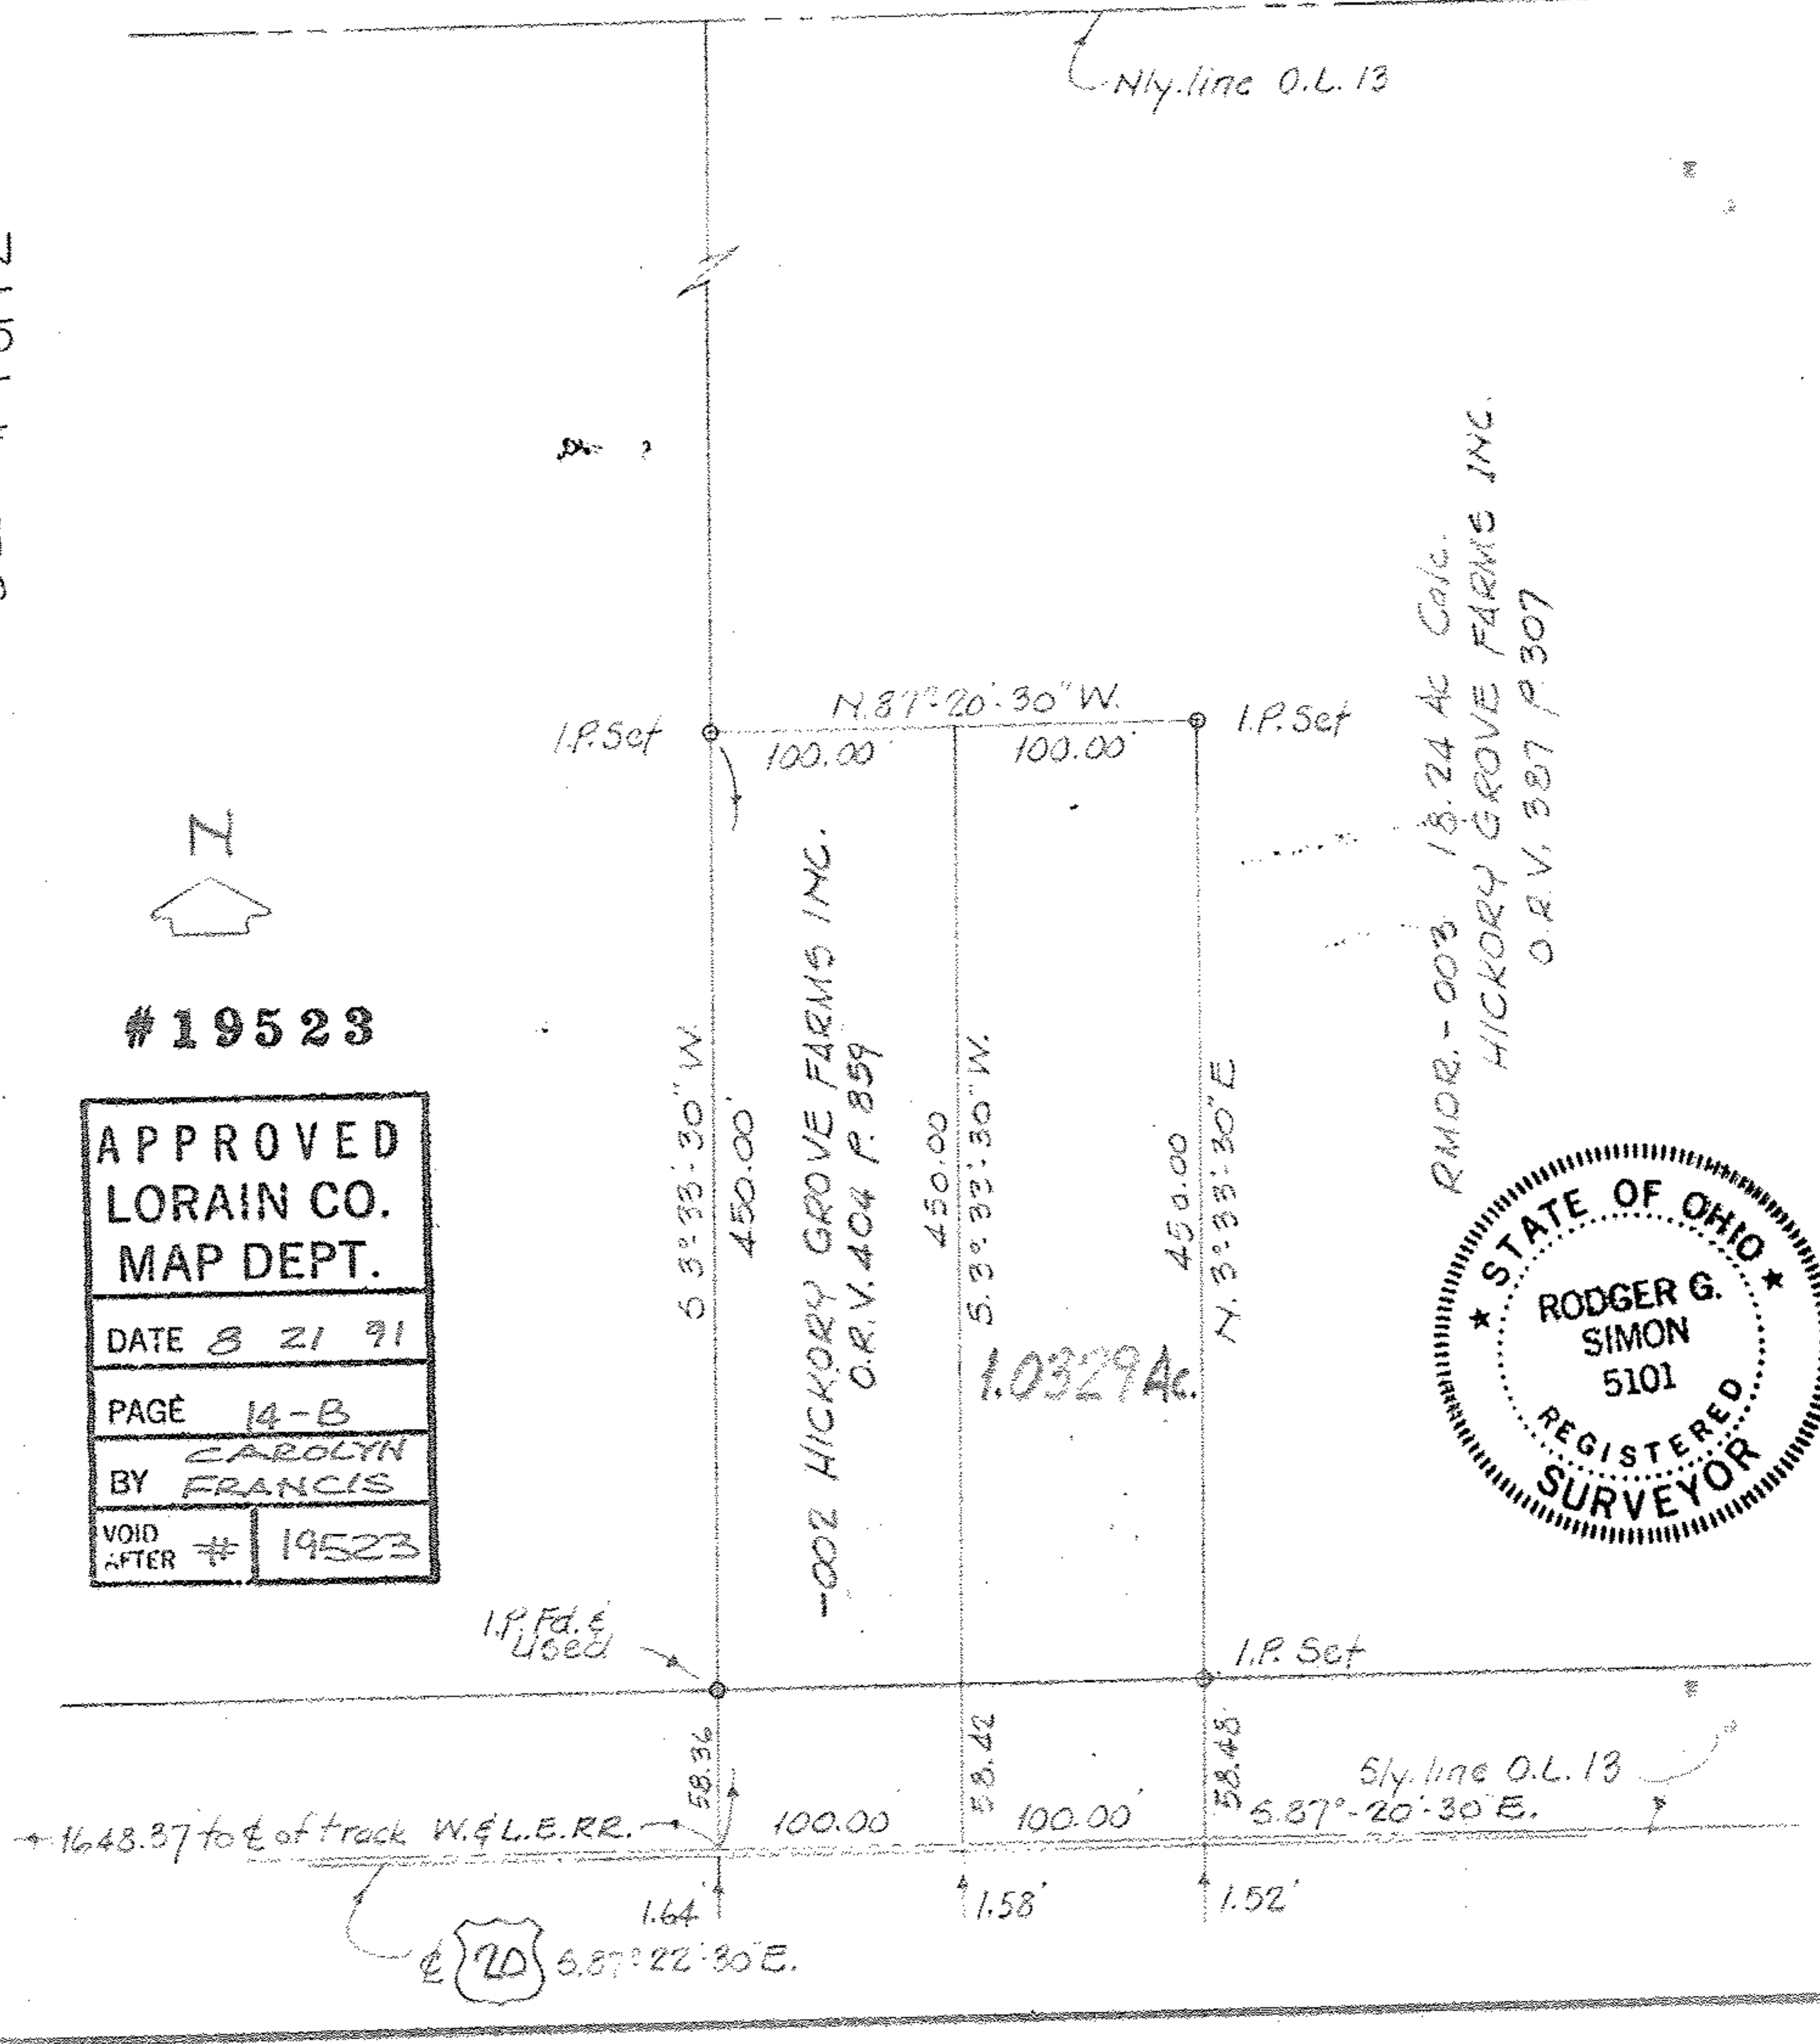 Nly. line O.L. 13
N. 87°-20'-30" W.
I.P. Set
I.P. Set
100.00'
100.00'
RMOR. - 003 18.24 Ac Calc.
HICKORY GROVE FARMS INC.
O.R.V. 387 P. 307
N
#19523
APPROVED
LORAIN CO.
MAP DEPT.
DATE 8 21 91
PAGE 14-B
BY CAROLYN
FRANCIS
VOID
AFTER # 19523
S 3°-33'-30" W.
450.00'
-002 HICKORY GROVE FARMS INC.
O.R.V. 404 P. 859
450.00
S. 3°-33'-30" W.
450.00
N. 3°-33'-30" E
1.0329 Ac.
STATE OF OHIO
RODGER G.
SIMON
5101
REGISTERED
SURVEYOR
I.P. Fd. &
Used
I.P. Set
58.36
58.42
58.48'
Sly. line O.L. 13
S. 87°-20'-30 E.
1648.37 to ℄ of track W. & L.E. RR.
100.00
100.00'
1.64'
1.58'
1.52'
℄ 20 S. 87°-22'-30" E.